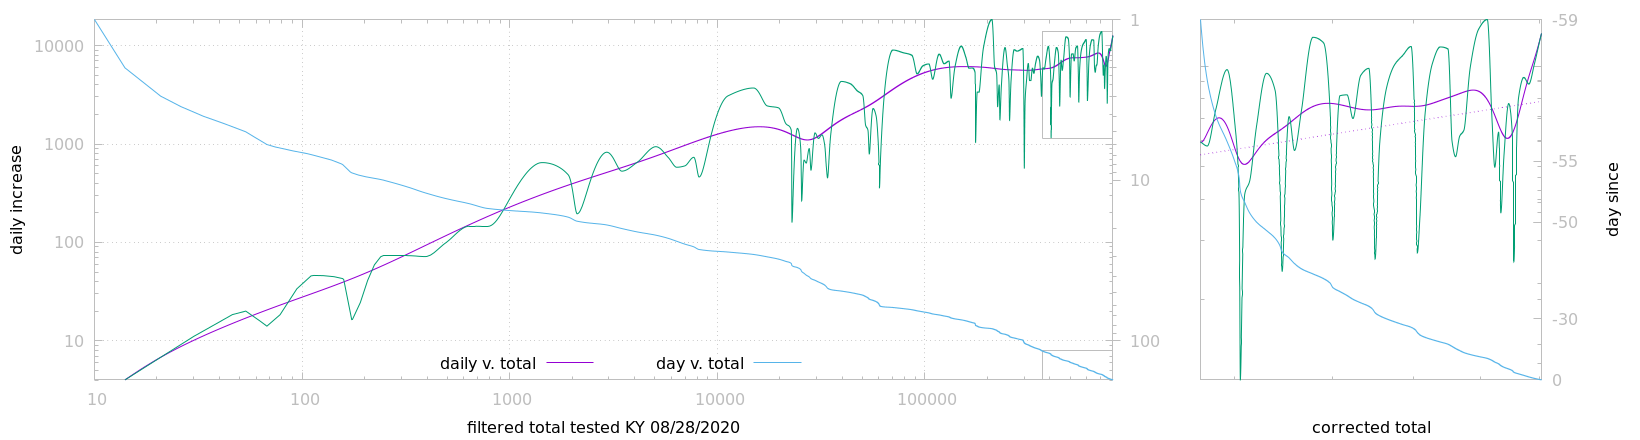 10000
1000
100
10
daily increase
10
100
1000
10000
100000
filtered total tested KY 08/28/2020
daily v. total
day v. total
1
10
100
-59
-55
-50
-30
0
day since
corrected total